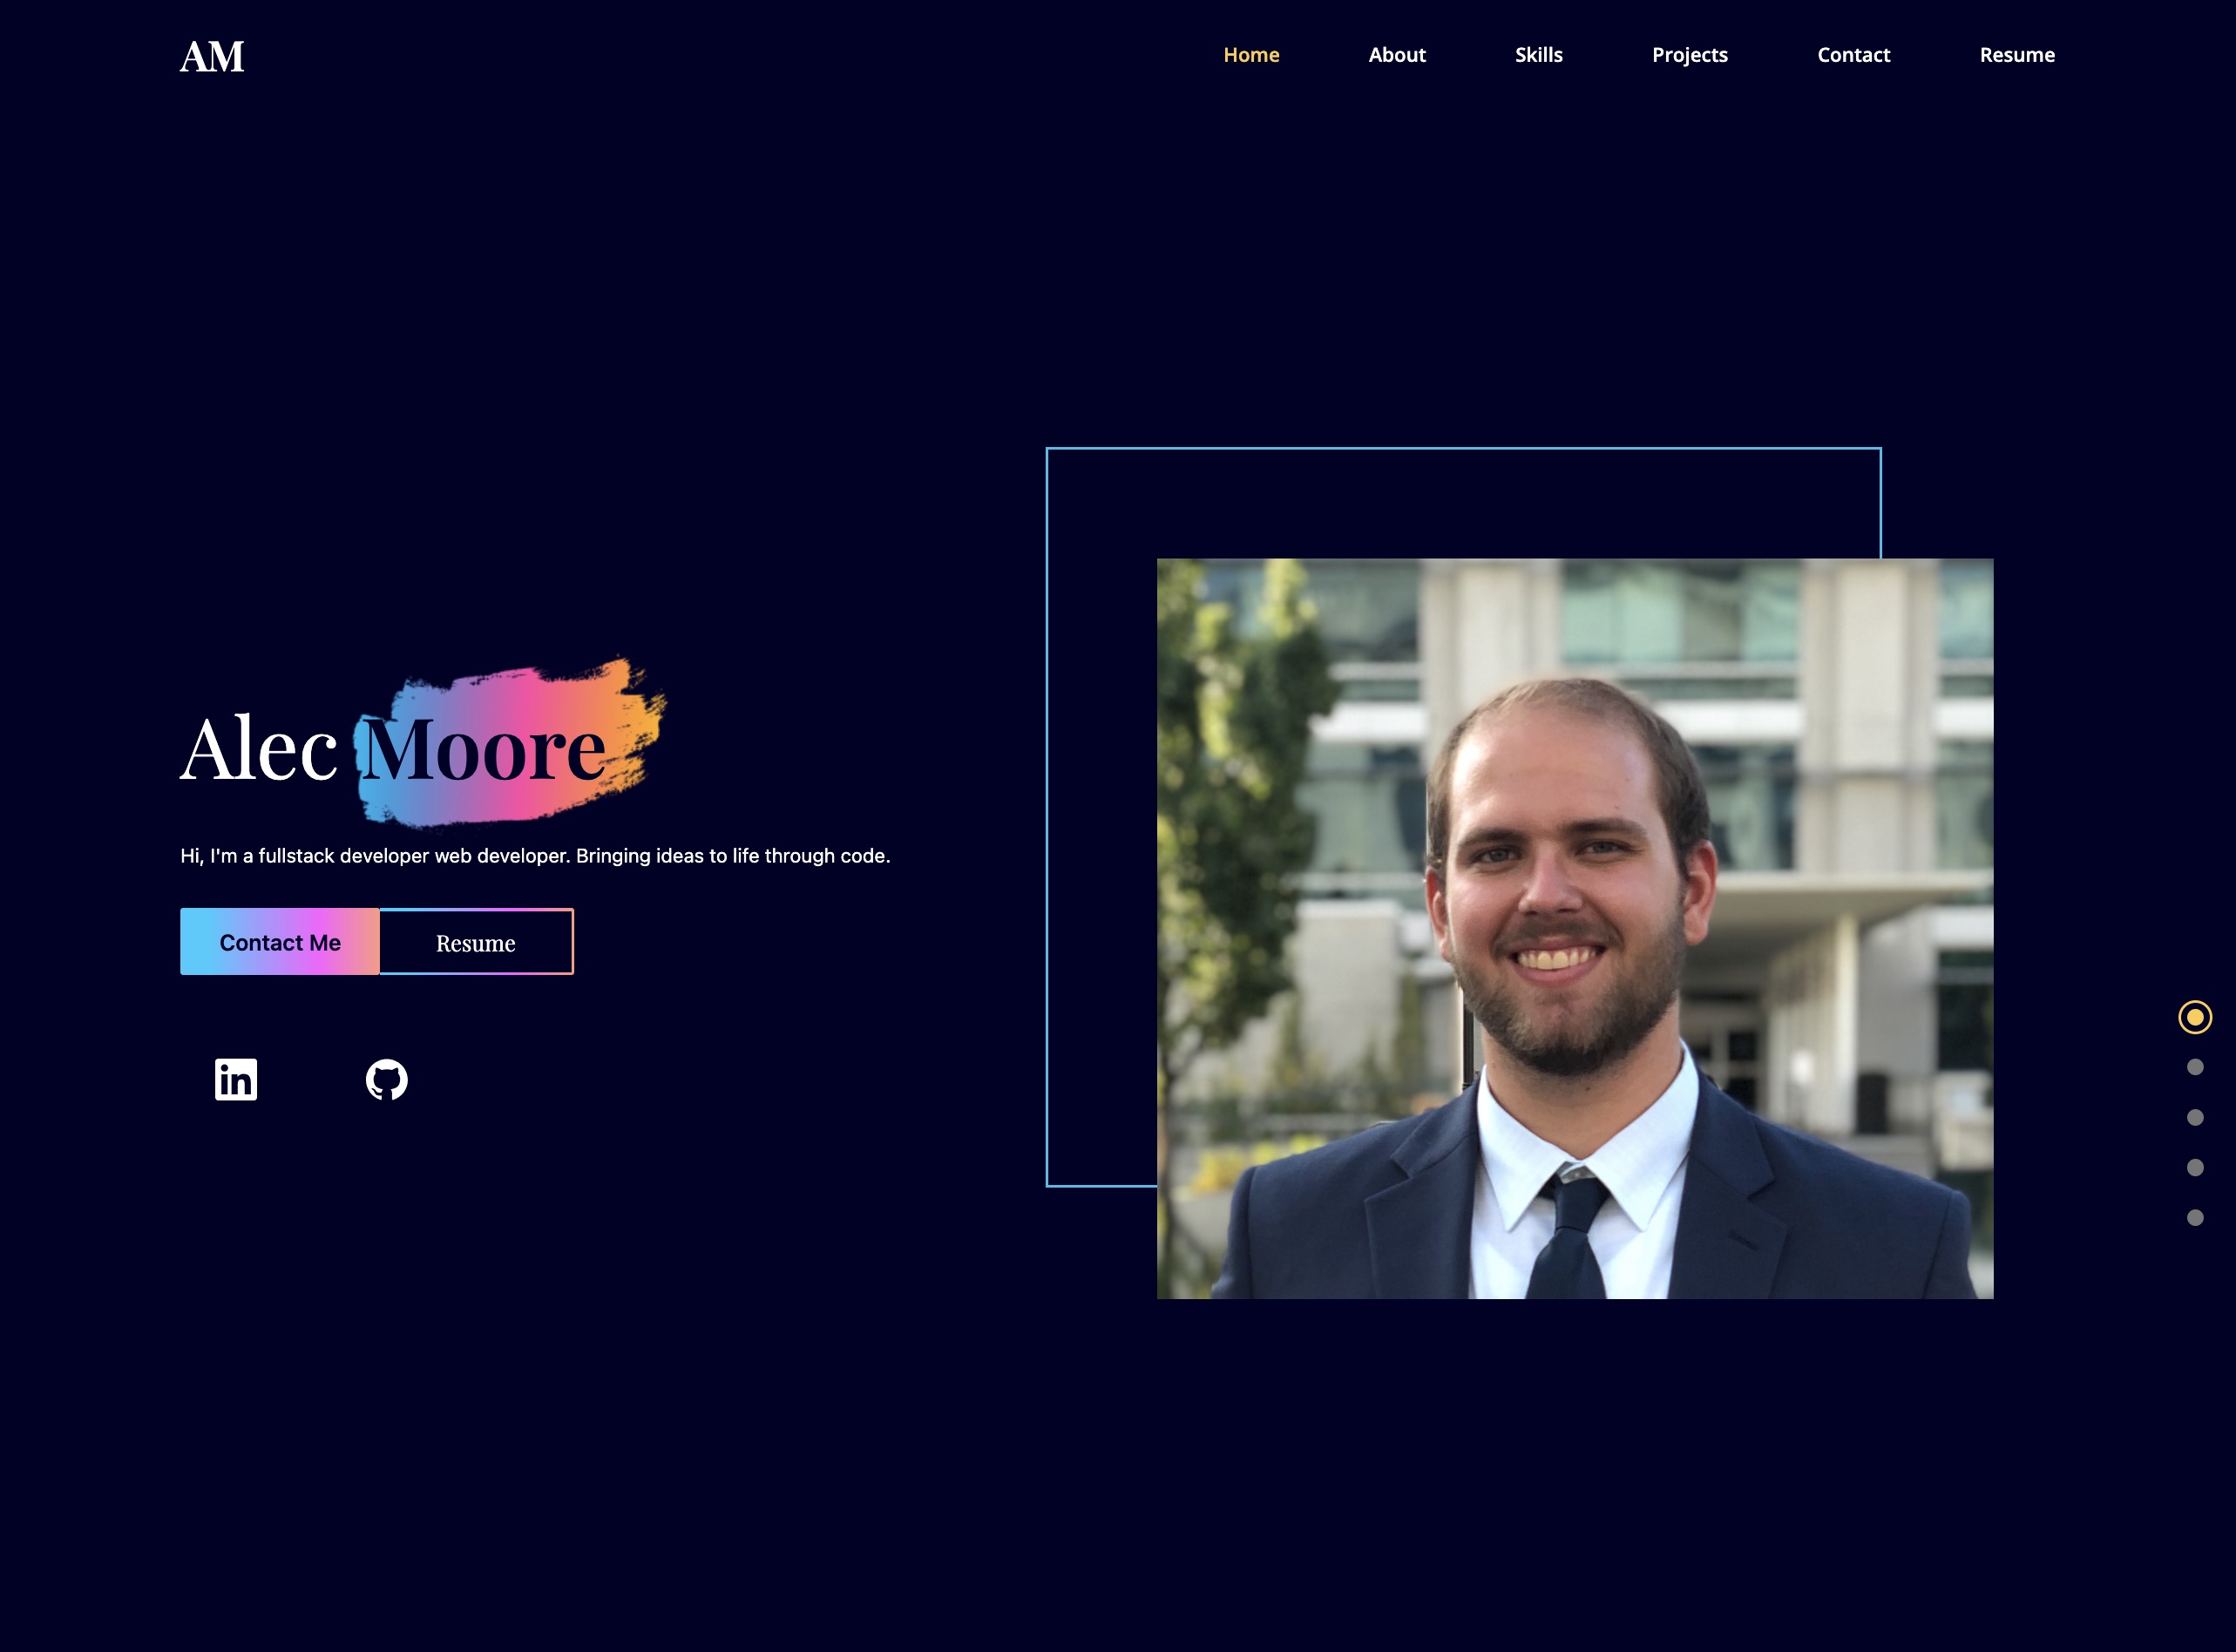 AM
Home About Skills Projects Contact Resume
Alec Moore
Hi, I'm a fullstack developer web developer. Bringing ideas to life through code.
Contact Me Resume
in